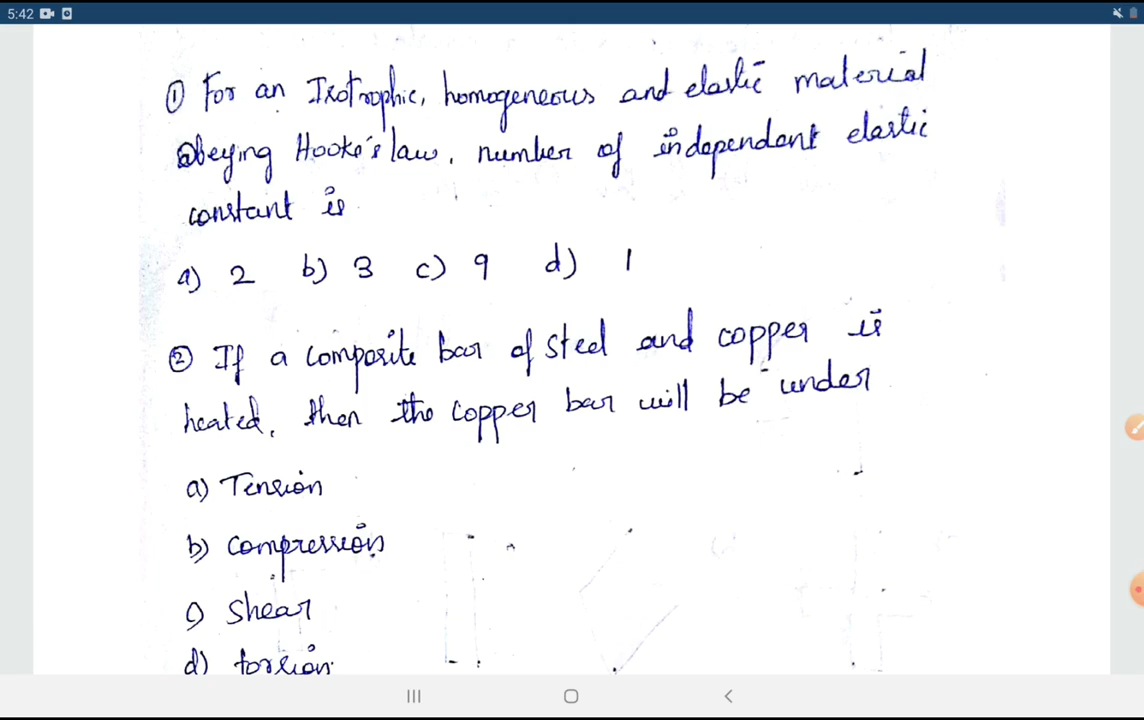 5:42
① For an Isotrophic, homogeneous and elastic material
obeying Hooke's law, number of independent elastic
constant is
a) 2 b) 3 c) 9 d) 1
② If a composite bar of steel and copper is
heated, then the copper bar will be under
a) Tension
b) compression
c) shear
d) torsion.